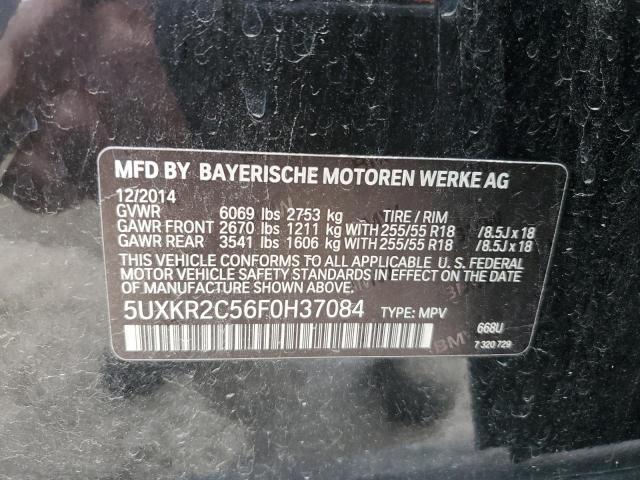 MFD BY BAYERISCHE MOTOREN WERKE AG
12/2014
GVWR 6069 lbs 2753 kg TIRE / RIM
GAWR FRONT 2670 lbs 1211 kg WITH 255/55 R18 /8.5J x 18
GAWR REAR 3541 lbs 1606 kg WITH 255/55 R18 /8.5J x 18
THIS VEHICLE CONFORMS TO ALL APPLICABLE U. S. FEDERAL
MOTOR VEHICLE SAFETY STANDARDS IN EFFECT ON THE DATE
OF MANUFACTURE SHOWN ABOVE.
5UXKR2C56F0H37084 TYPE: MPV
668U
7 320 729